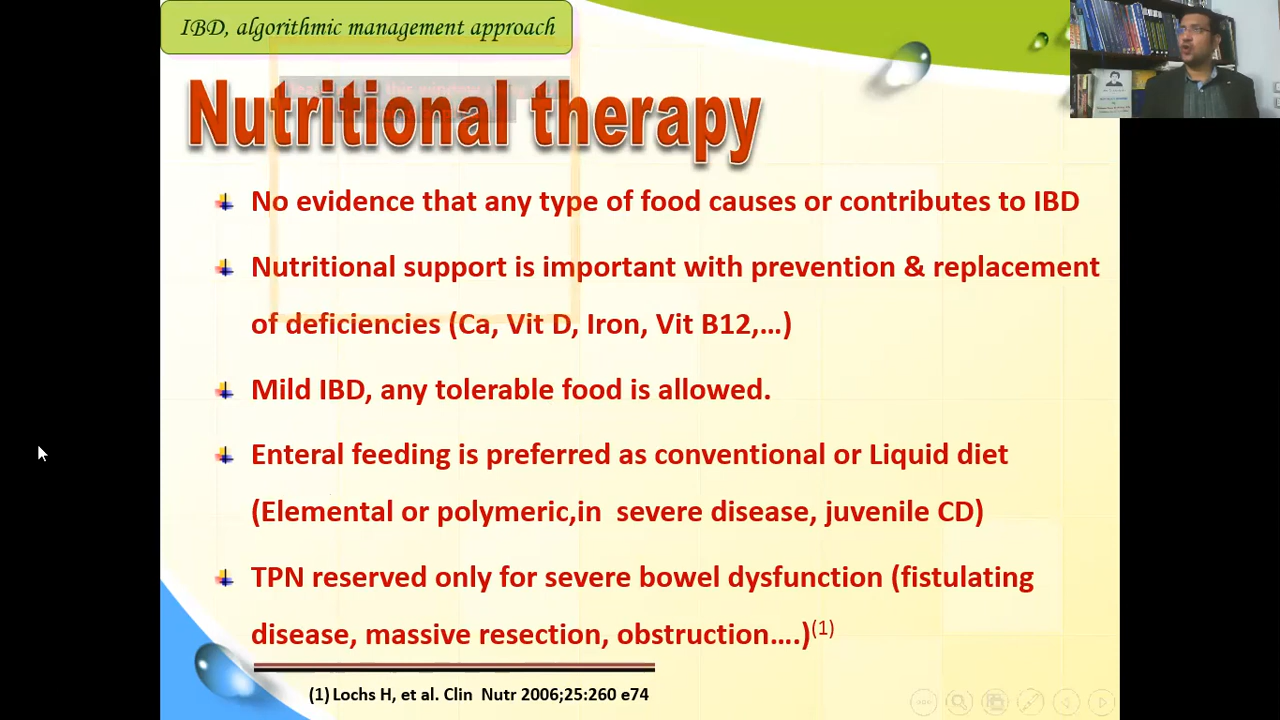 IBD, algorithmic management approach
Nutritional therapy
No evidence that any type of food causes or contributes to IBD
Nutritional support is important with prevention & replacement
of deficiencies (Ca, Vit D, Iron, Vit B12,...)
Mild IBD, any tolerable food is allowed.
Enteral feeding is preferred as conventional or Liquid diet
(Elemental or polymeric,in severe disease, juvenile CD)
TPN reserved only for severe bowel dysfunction (fistulating
disease, massive resection, obstruction....)(1)
(1) Lochs H, et al. Clin Nutr 2006;25:260 e74